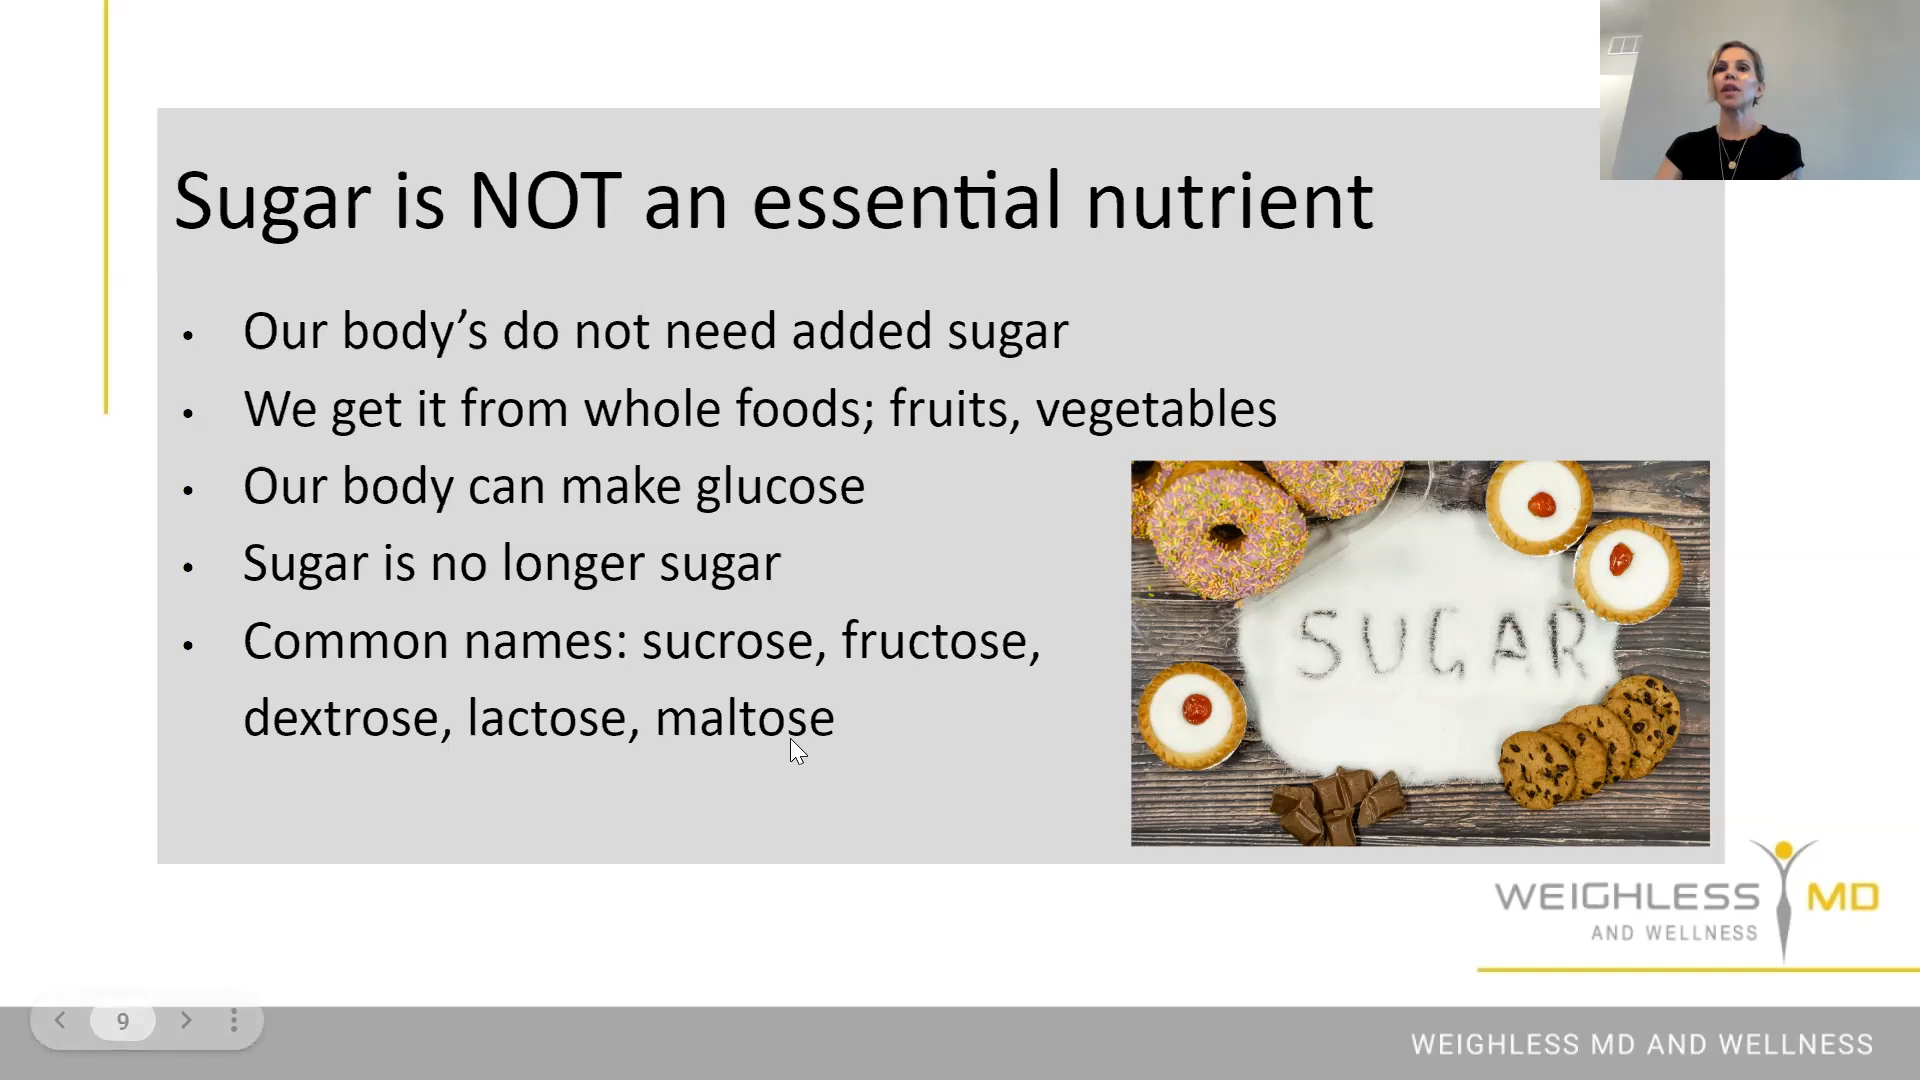 Sugar is NOT an essential nutrient
• Our body’s do not need added sugar
• We get it from whole foods; fruits, vegetables
• Our body can make glucose
• Sugar is no longer sugar
• Common names: sucrose, fructose,
dextrose, lactose, maltose
SUGAR
WEIGHLESS MD
AND WELLNESS
9
WEIGHLESS MD AND WELLNESS